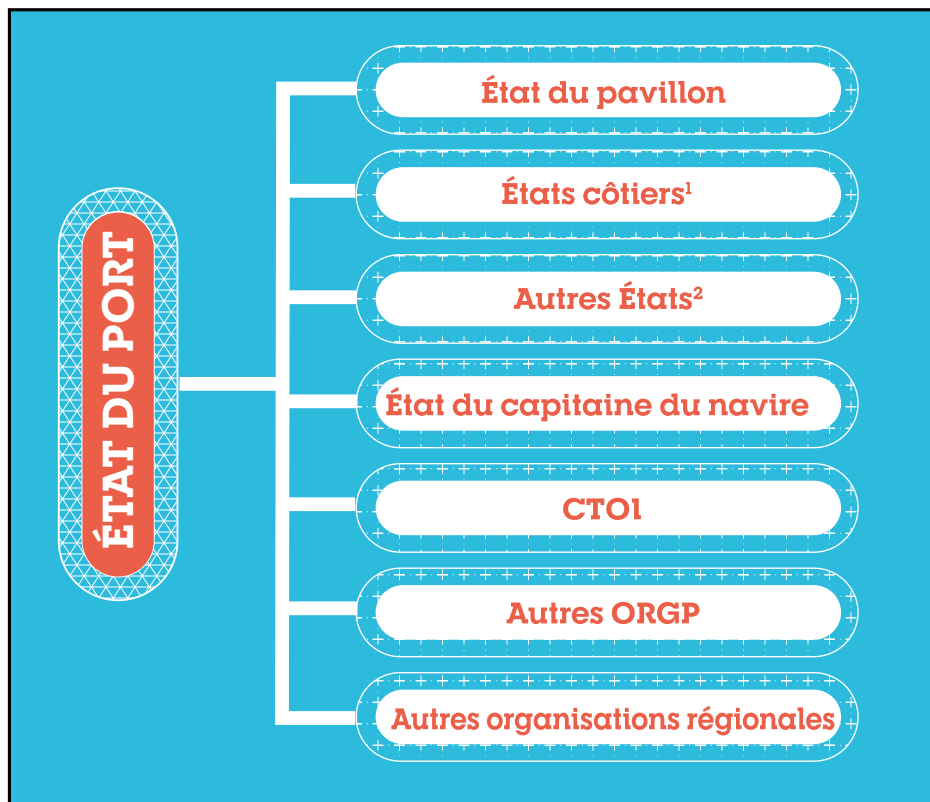 ÉTAT DU PORT
État du pavillon
États côtiers¹
Autres États²
État du capitaine du navire
CTOI
Autres ORGP
Autres organisations régionales